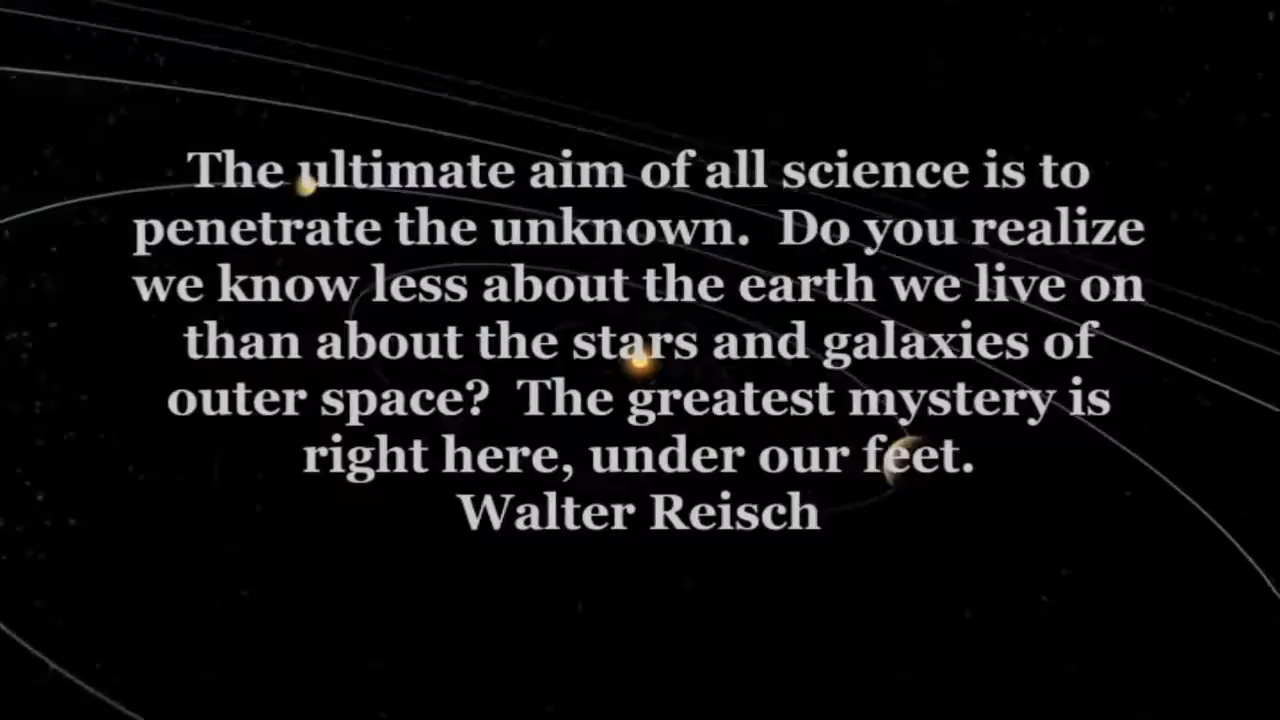 The ultimate aim of all science is to
penetrate the unknown.  Do you realize
we know less about the earth we live on
than about the stars and galaxies of
outer space?  The greatest mystery is
right here, under our feet.
Walter Reisch